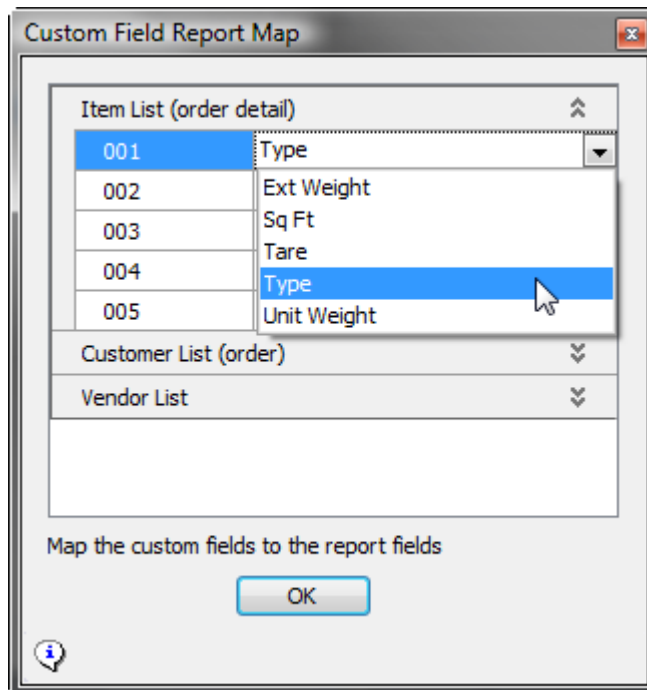 Custom Field Report Map
Item List (order detail)
001 Type
002 Ext Weight
003 Sq Ft
Tare
004 Type
005 Unit Weight
Customer List (order)
Vendor List
Map the custom fields to the report fields
OK